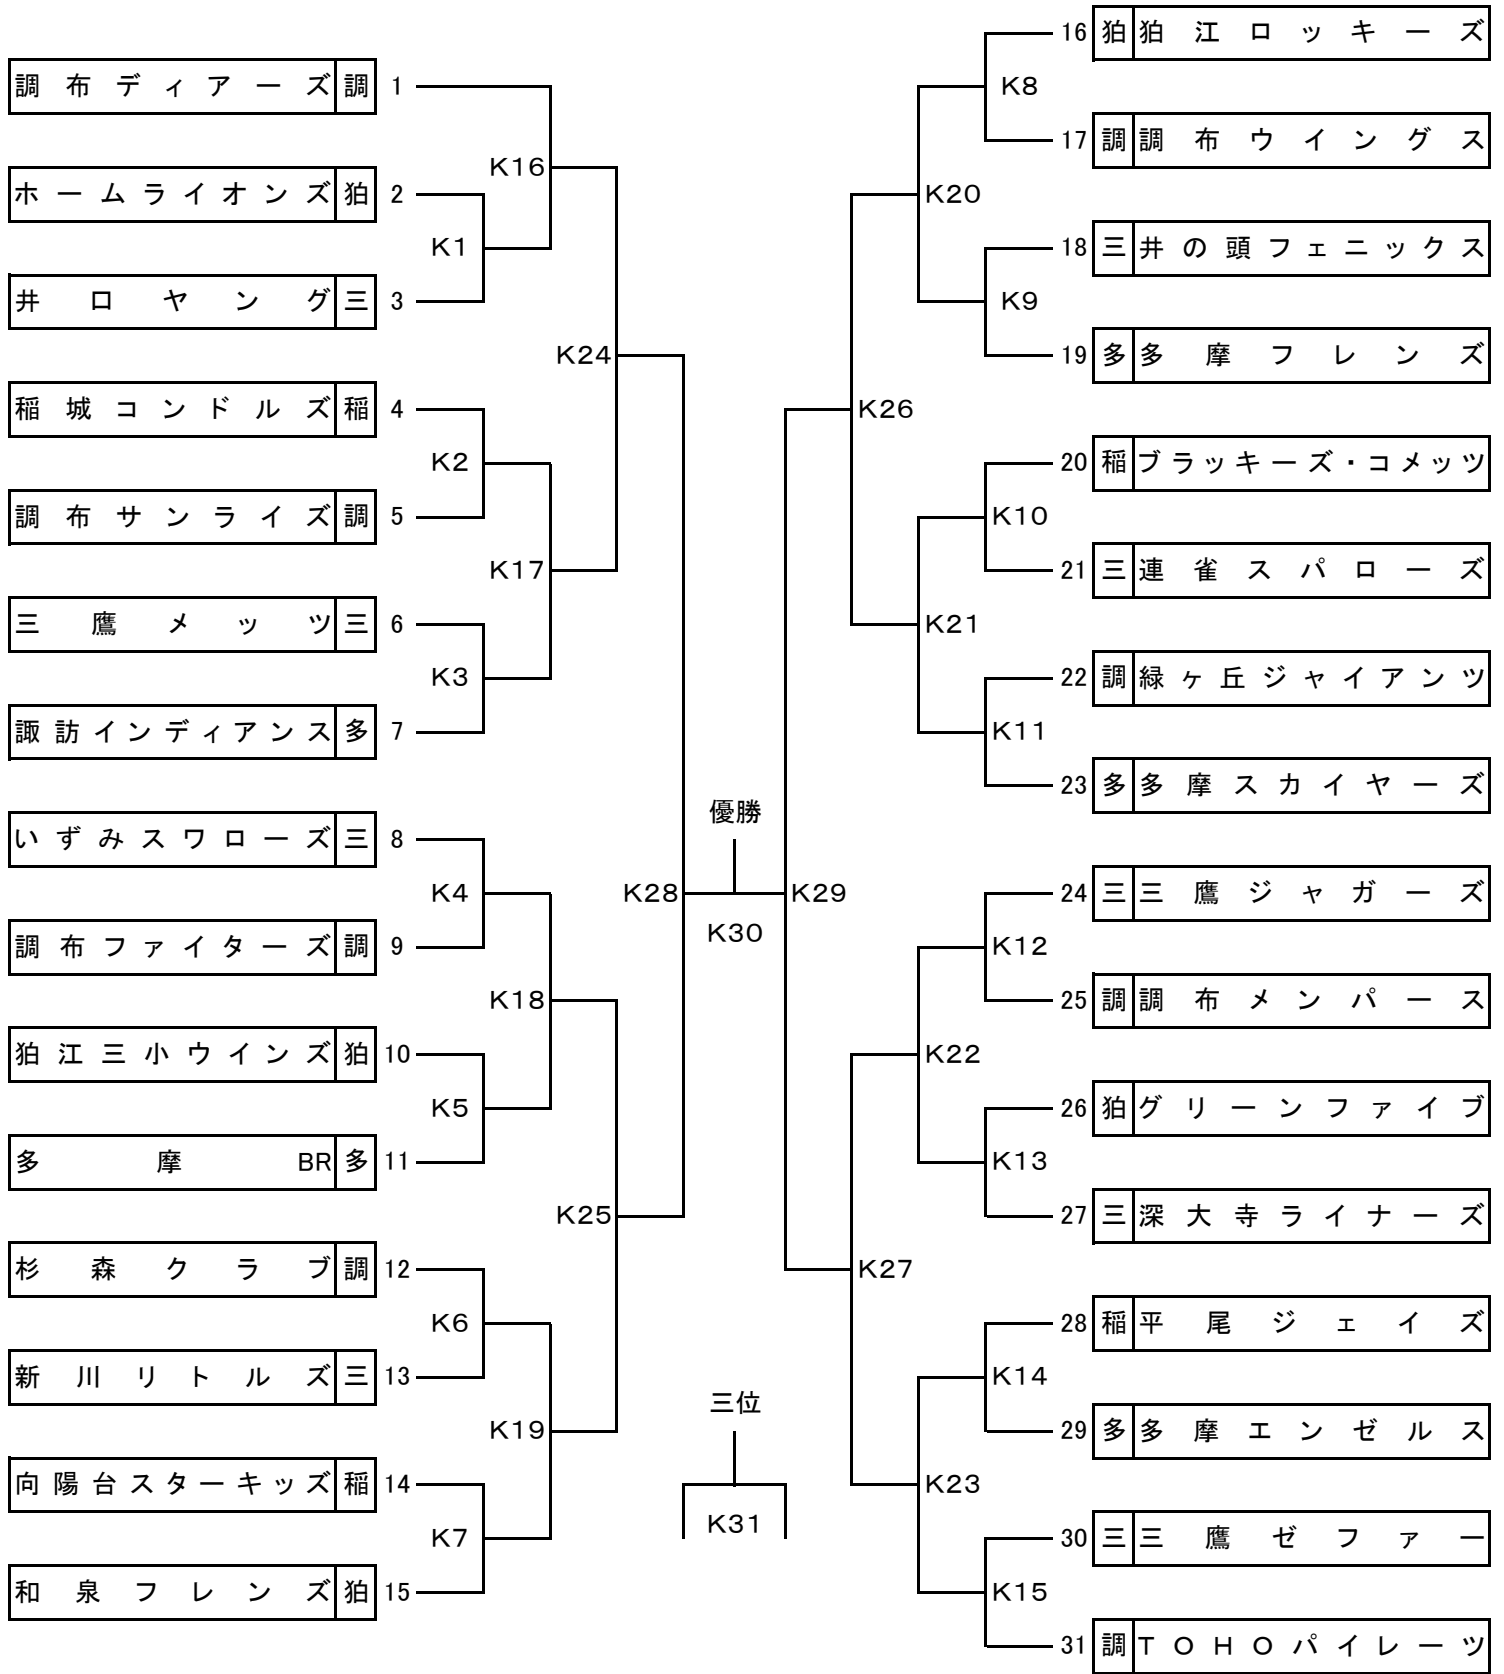 調布ディアーズ 調 1
ホームライオンズ 狛 2
井口ヤング 三 3
稲城コンドルズ 稲 4
調布サンライズ 調 5
三鷹メッツ 三 6
諏訪インディアンス 多 7
いずみスワローズ 三 8
調布ファイターズ 調 9
狛江三小ウインズ 狛 10
多摩BR 多 11
杉森クラブ 調 12
新川リトルズ 三 13
向陽台スターキッズ 稲 14
和泉フレンズ 狛 15
K1
K2
K3
K4
K5
K6
K7
K16
K17
K18
K19
K24
K25
K28
優勝
K30
三位
K31
K29
K26
K27
K20
K21
K22
K23
K8
K9
K10
K11
K12
K13
K14
K15
16 狛 狛江ロッキーズ
17 調 調布ウイングス
18 三 井の頭フェニックス
19 多 多摩フレンズ
20 稲 ブラッキーズ・コメッツ
21 三 連雀スパローズ
22 調 緑ヶ丘ジャイアンツ
23 多 多摩スカイヤーズ
24 三 三鷹ジャガーズ
25 調 調布メンパース
26 狛 グリーンファイブ
27 三 深大寺ライナーズ
28 稲 平尾ジェイズ
29 多 多摩エンゼルス
30 三 三鷹ゼファー
31 調 TOHOパイレーツ